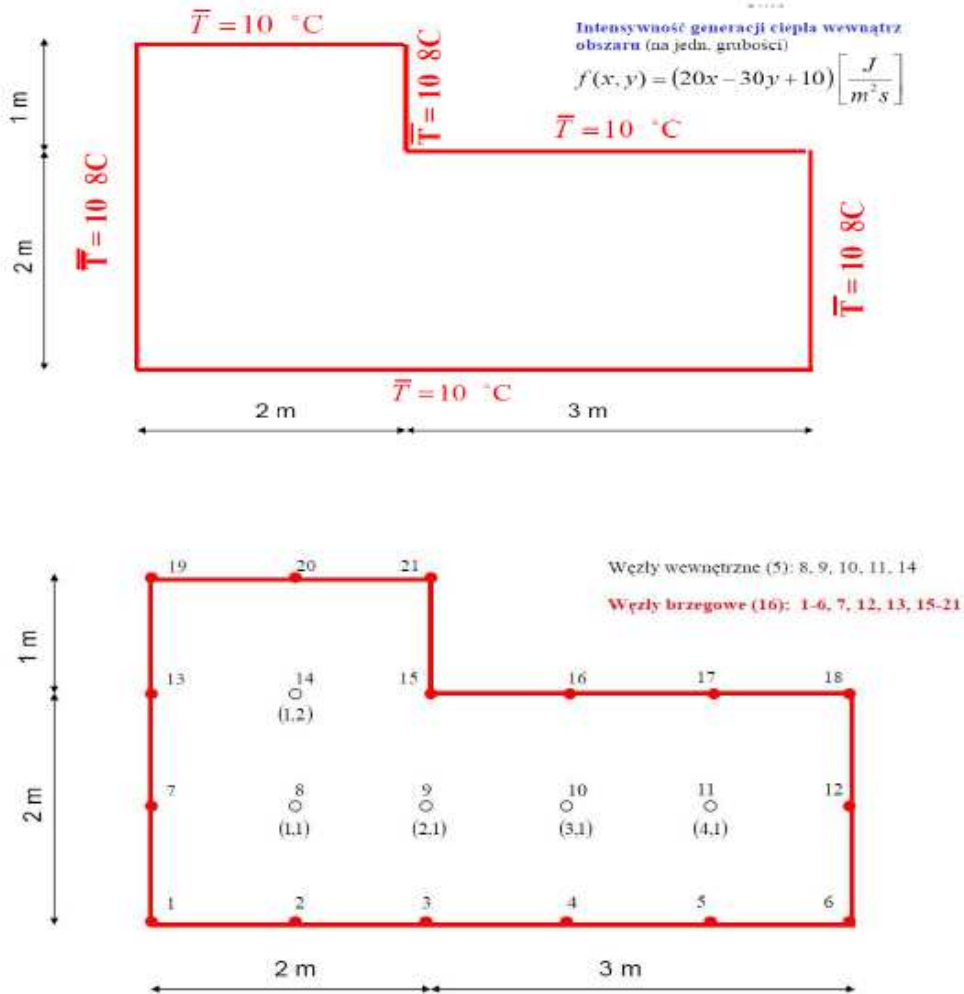 T̅ = 10 °C
Intensywność generacji ciepła wewnątrz
obszaru (na jedn. grubości)
f(x, y) = (20x − 30y + 10) [J / m² s]
1 m
T̅ = 10 8C
T̅ = 10 °C
T̅ = 10 8C
2 m
T̅ = 10 8C
T̅ = 10 °C
2 m
3 m
19
20
21
Węzły wewnętrzne (5): 8, 9, 10, 11, 14
Węzły brzegowe (16): 1-6, 7, 12, 13, 15-21
1 m
13
14
15
16
17
18
(1,2)
2 m
7
8
9
10
11
12
(1,1)
(2,1)
(3,1)
(4,1)
1
2
3
4
5
6
2 m
3 m